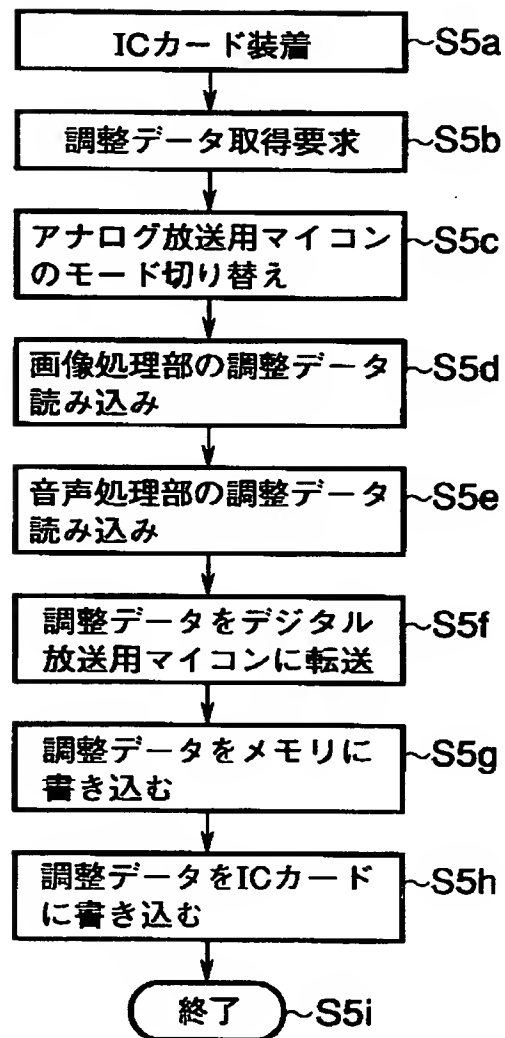 ICカード装着 ~S5a
調整データ取得要求 ~S5b
アナログ放送用マイコン ~S5c
のモード切り替え
画像処理部の調整データ ~S5d
読み込み
音声処理部の調整データ ~S5e
読み込み
調整データをデジタル ~S5f
放送用マイコンに転送
調整データをメモリに ~S5g
書き込む
調整データをICカード ~S5h
に書き込む
終了 ~S5i